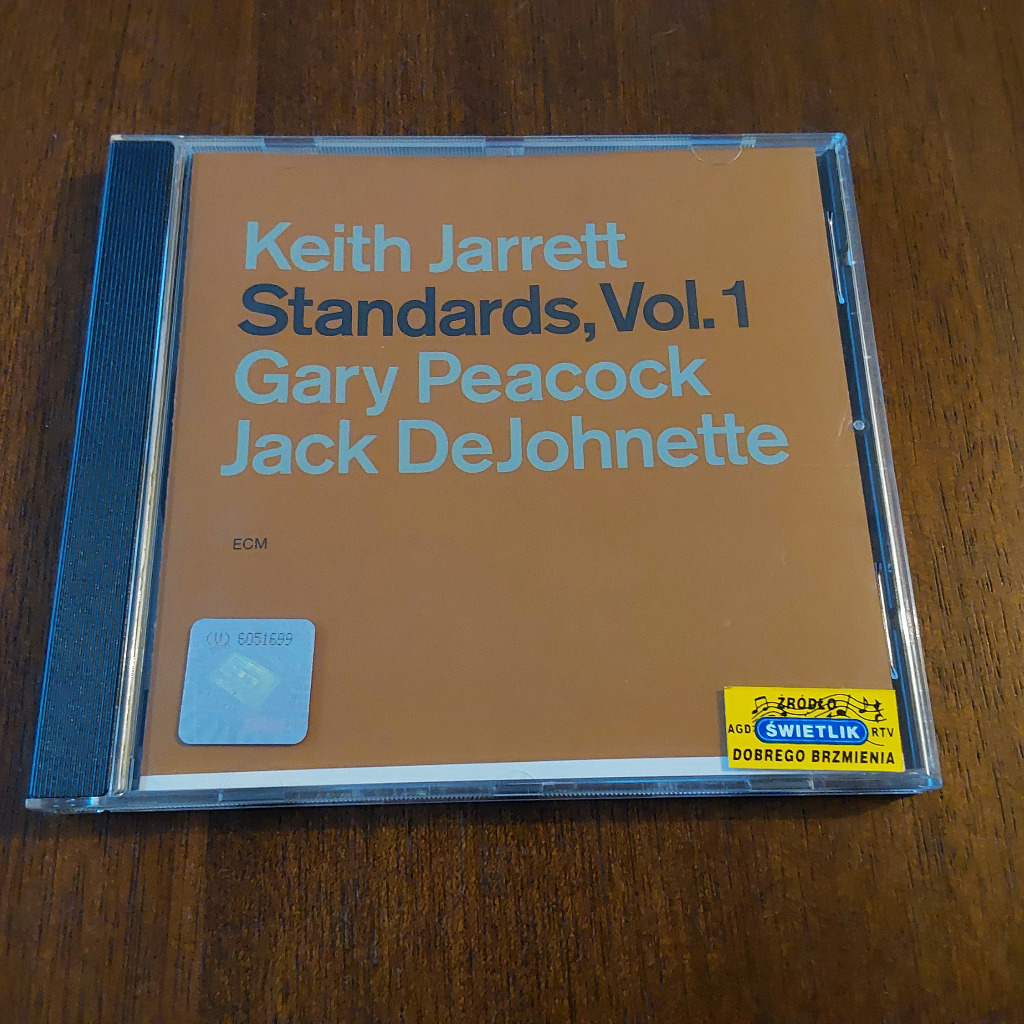 Keith Jarrett
Standards, Vol. 1
Gary Peacock
Jack DeJohnette
ECM
(V) 6051699
ŹRÓDŁO
AGD ŚWIETLIK RTV
DOBREGO BRZMIENIA